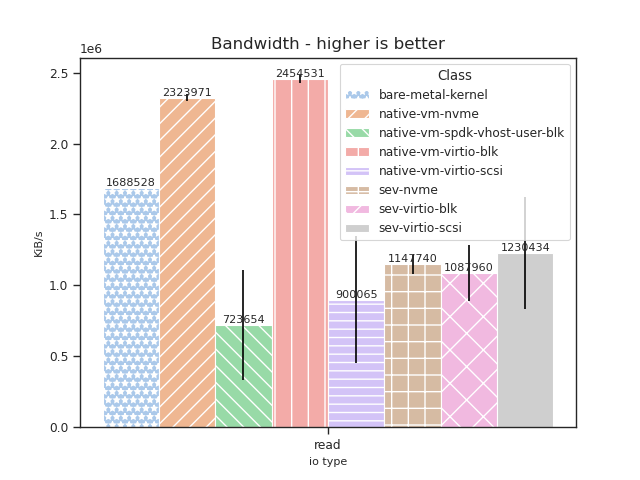 Bandwidth - higher is better
1e6
KiB/s
2.5
2.0
1.5
1.0
0.5
0.0
1688528
2323971
723654
2454531
900065
1147740
1087960
1230434
Class
bare-metal-kernel
native-vm-nvme
native-vm-spdk-vhost-user-blk
native-vm-virtio-blk
native-vm-virtio-scsi
sev-nvme
sev-virtio-blk
sev-virtio-scsi
read
io type